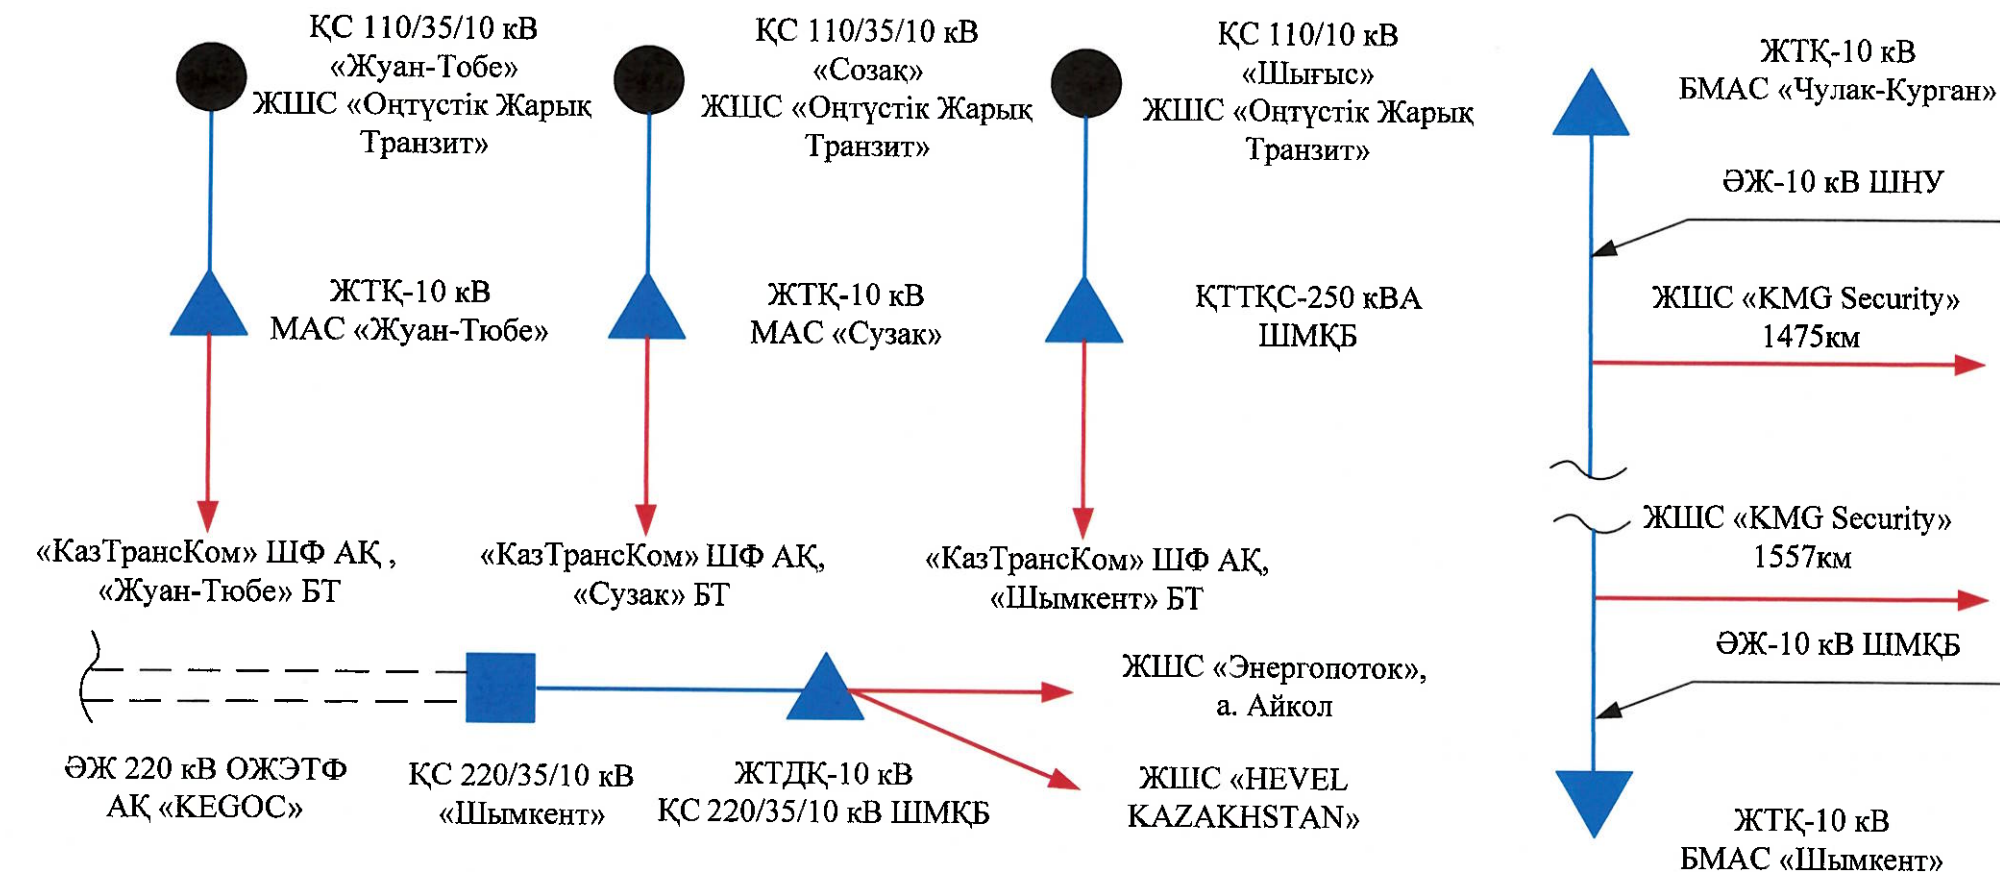 ҚС 110/35/10 кВ
«Жуан-Тобе»
ЖШС «Оңтүстік Жарық
Транзит»
ҚС 110/35/10 кВ
«Созақ»
ЖШС «Оңтүстік Жарық
Транзит»
ҚС 110/10 кВ
«Шығыс»
ЖШС «Оңтүстік Жарық
Транзит»
ЖТҚ-10 кВ
БМАС «Чулак-Курган»
ӘЖ-10 кВ ШНУ
ЖТҚ-10 кВ
МАС «Жуан-Тюбе»
ЖТҚ-10 кВ
МАС «Сузак»
ҚТТҚС-250 кВА
ШМҚБ
ЖШС «KMG Security»
1475км
«КазТрансКом» ШФ АҚ ,
«Жуан-Тюбе» БТ
«КазТрансКом» ШФ АҚ,
«Сузак» БТ
«КазТрансКом» ШФ АҚ,
«Шымкент» БТ
ЖШС «KMG Security»
1557км
ӘЖ-10 кВ ШМҚБ
ӘЖ 220 кВ ОЖЭТФ
АҚ «KEGOC»
ҚС 220/35/10 кВ
«Шымкент»
ЖТДҚ-10 кВ
ҚС 220/35/10 кВ ШМҚБ
ЖШС «Энергопоток»,
а. Айкол
ЖШС «HEVEL
KAZAKHSTAN»
ЖТҚ-10 кВ
БМАС «Шымкент»